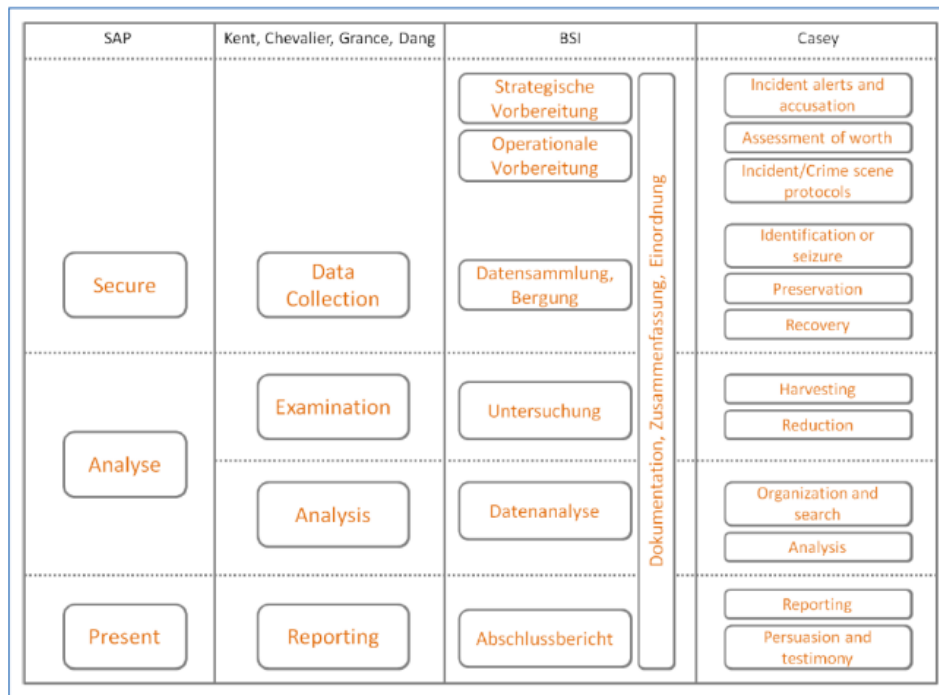 SAP
Kent, Chevalier, Grance, Dang
BSI
Casey
Strategische
Vorbereitung
Operationale
Vorbereitung
Incident alerts and
accusation
Assessment of worth
Incident/Crime scene
protocols
Secure
Data
Collection
Datensammlung,
Bergung
Identification or
seizure
Preservation
Recovery
Dokumentation, Zusammenfassung, Einordnung
Analyse
Examination
Untersuchung
Harvesting
Reduction
Analysis
Datenanalyse
Organization and
search
Analysis
Present
Reporting
Abschlussbericht
Reporting
Persuasion and
testimony